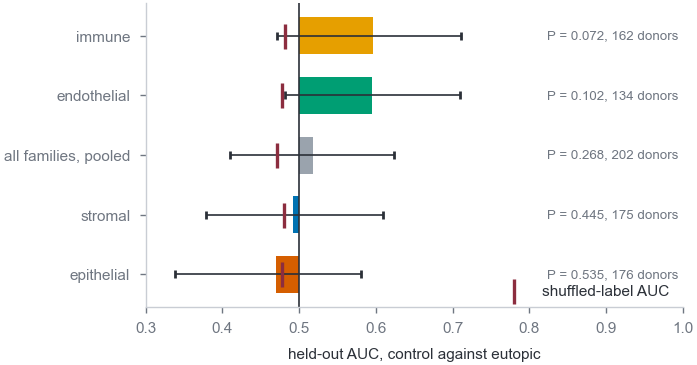 immune
P = 0.072, 162 donors
endothelial
P = 0.102, 134 donors
all families, pooled
P = 0.268, 202 donors
stromal
P = 0.445, 175 donors
epithelial
P = 0.535, 176 donors
shuffled-label AUC
0.3 0.4 0.5 0.6 0.7 0.8 0.9 1.0
held-out AUC, control against eutopic